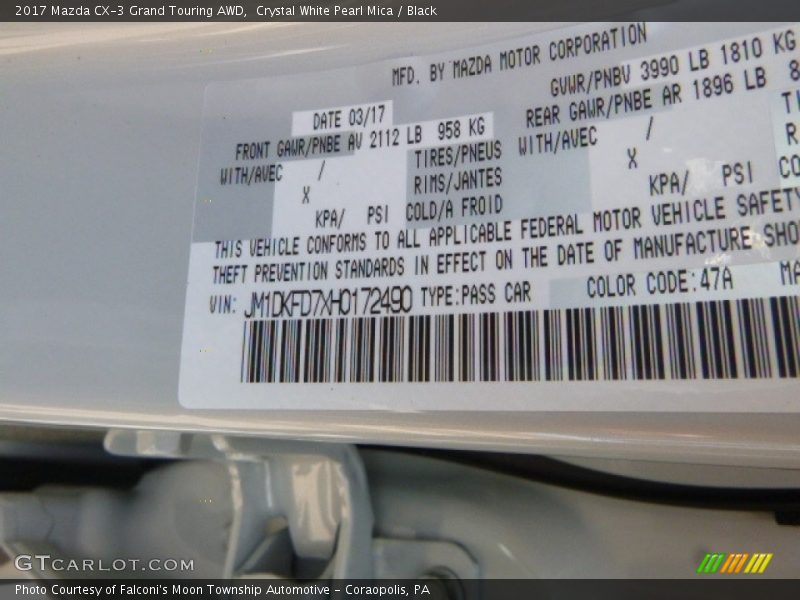 2017 Mazda CX-3 Grand Touring AWD, Crystal White Pearl Mica / Black
MFD. BY MAZDA MOTOR CORPORATION
DATE 03/17
GVWR/PNBV 3990 LB 1810 KG
FRONT GAWR/PNBE AV 2112 LB 958 KG
REAR GAWR/PNBE AR 1896 LB 8
WITH/AVEC / TIRES/PNEUS WITH/AVEC / TI
X RIMS/JANTES X R
KPA/ PSI COLD/A FROID KPA/ PSI CO
THIS VEHICLE CONFORMS TO ALL APPLICABLE FEDERAL MOTOR VEHICLE SAFETY
THEFT PREVENTION STANDARDS IN EFFECT ON THE DATE OF MANUFACTURE SHO
VIN: JM1DKFD7XH0172490 TYPE:PASS CAR COLOR CODE:47A MA
GTCARLOT.COM
Photo Courtesy of Falconi's Moon Township Automotive - Coraopolis, PA